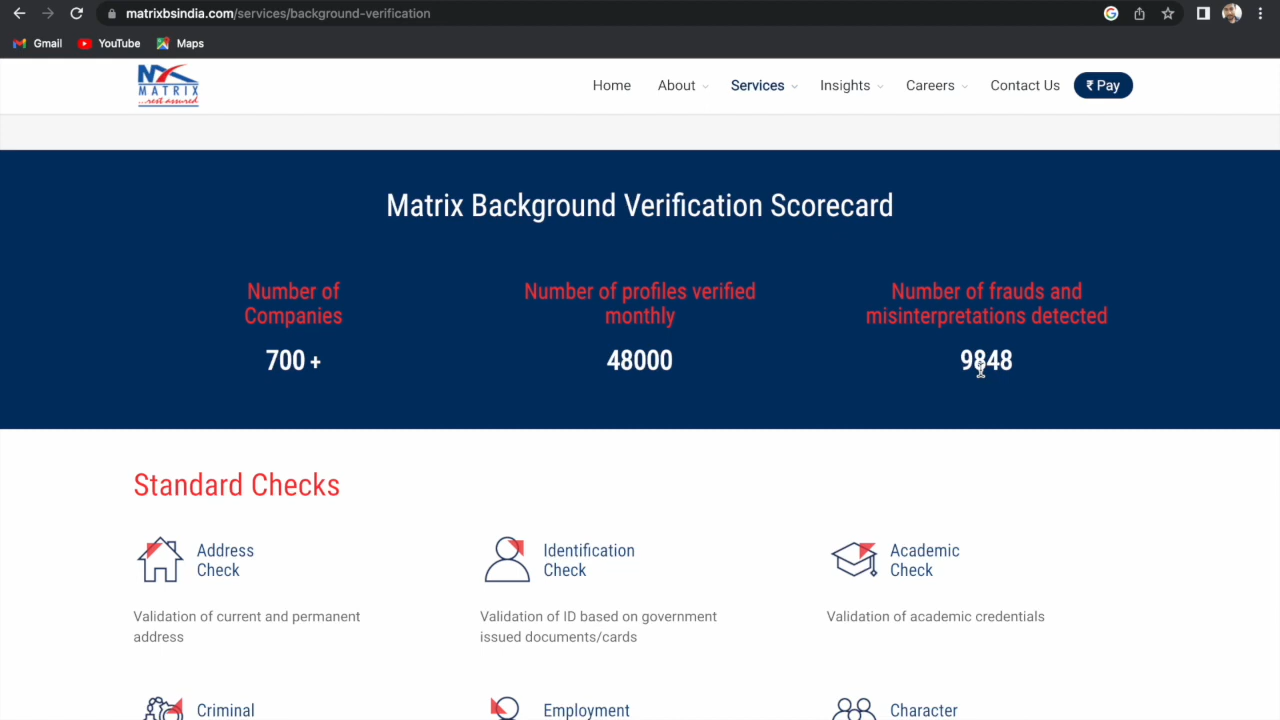 matrixbsindia.com/services/background-verification
Gmail YouTube Maps
MATRIX
...rest assured
Home About Services Insights Careers Contact Us ₹ Pay
Matrix Background Verification Scorecard
Number of
Companies
700 +
Number of profiles verified
monthly
48000
Number of frauds and
misinterpretations detected
9848
Standard Checks
Address
Check
Validation of current and permanent
address
Identification
Check
Validation of ID based on government
issued documents/cards
Academic
Check
Validation of academic credentials
Criminal
Employment
Character